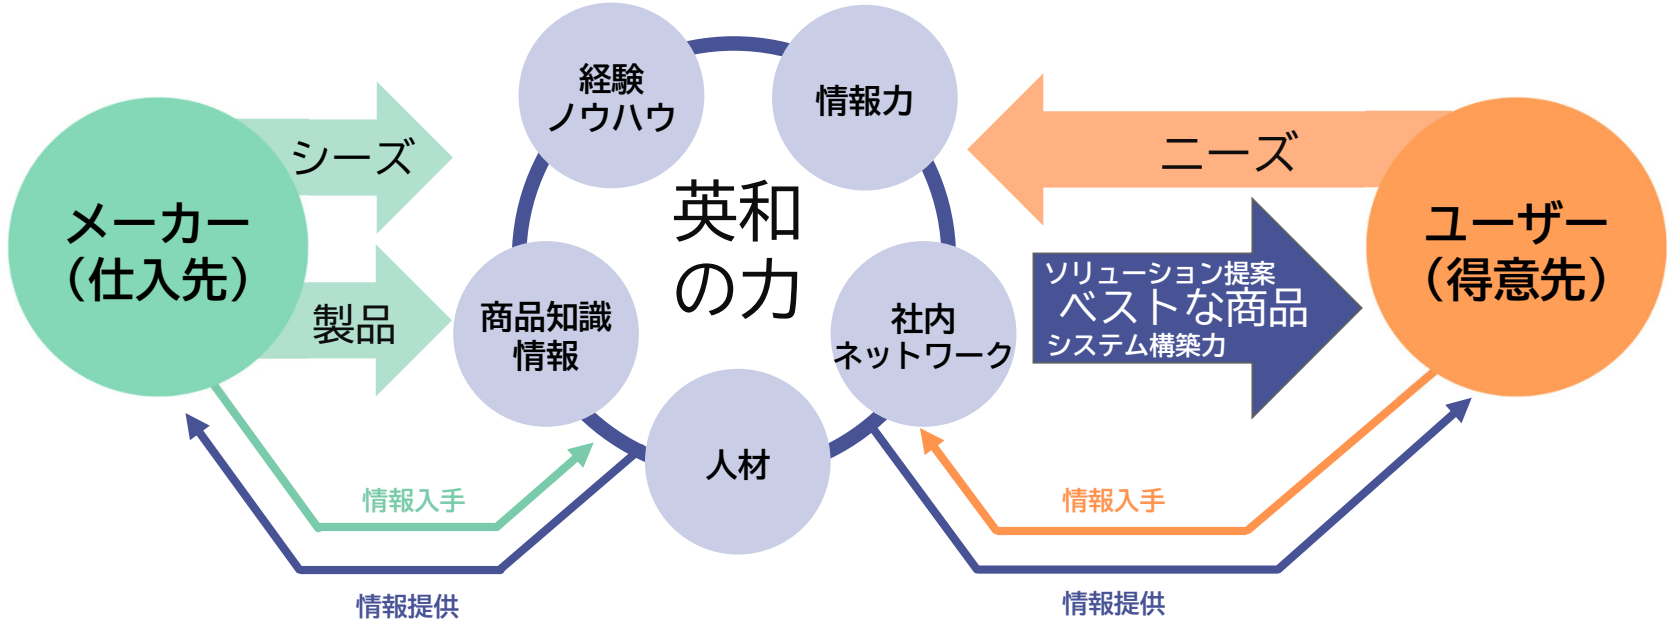 メーカー
（仕入先）
シーズ
製品
経験
ノウハウ
情報力
英和
の力
商品知識
情報
社内
ネットワーク
人材
ニーズ
ソリューション提案
ベストな商品
システム構築力
ユーザー
（得意先）
情報入手
情報提供
情報入手
情報提供